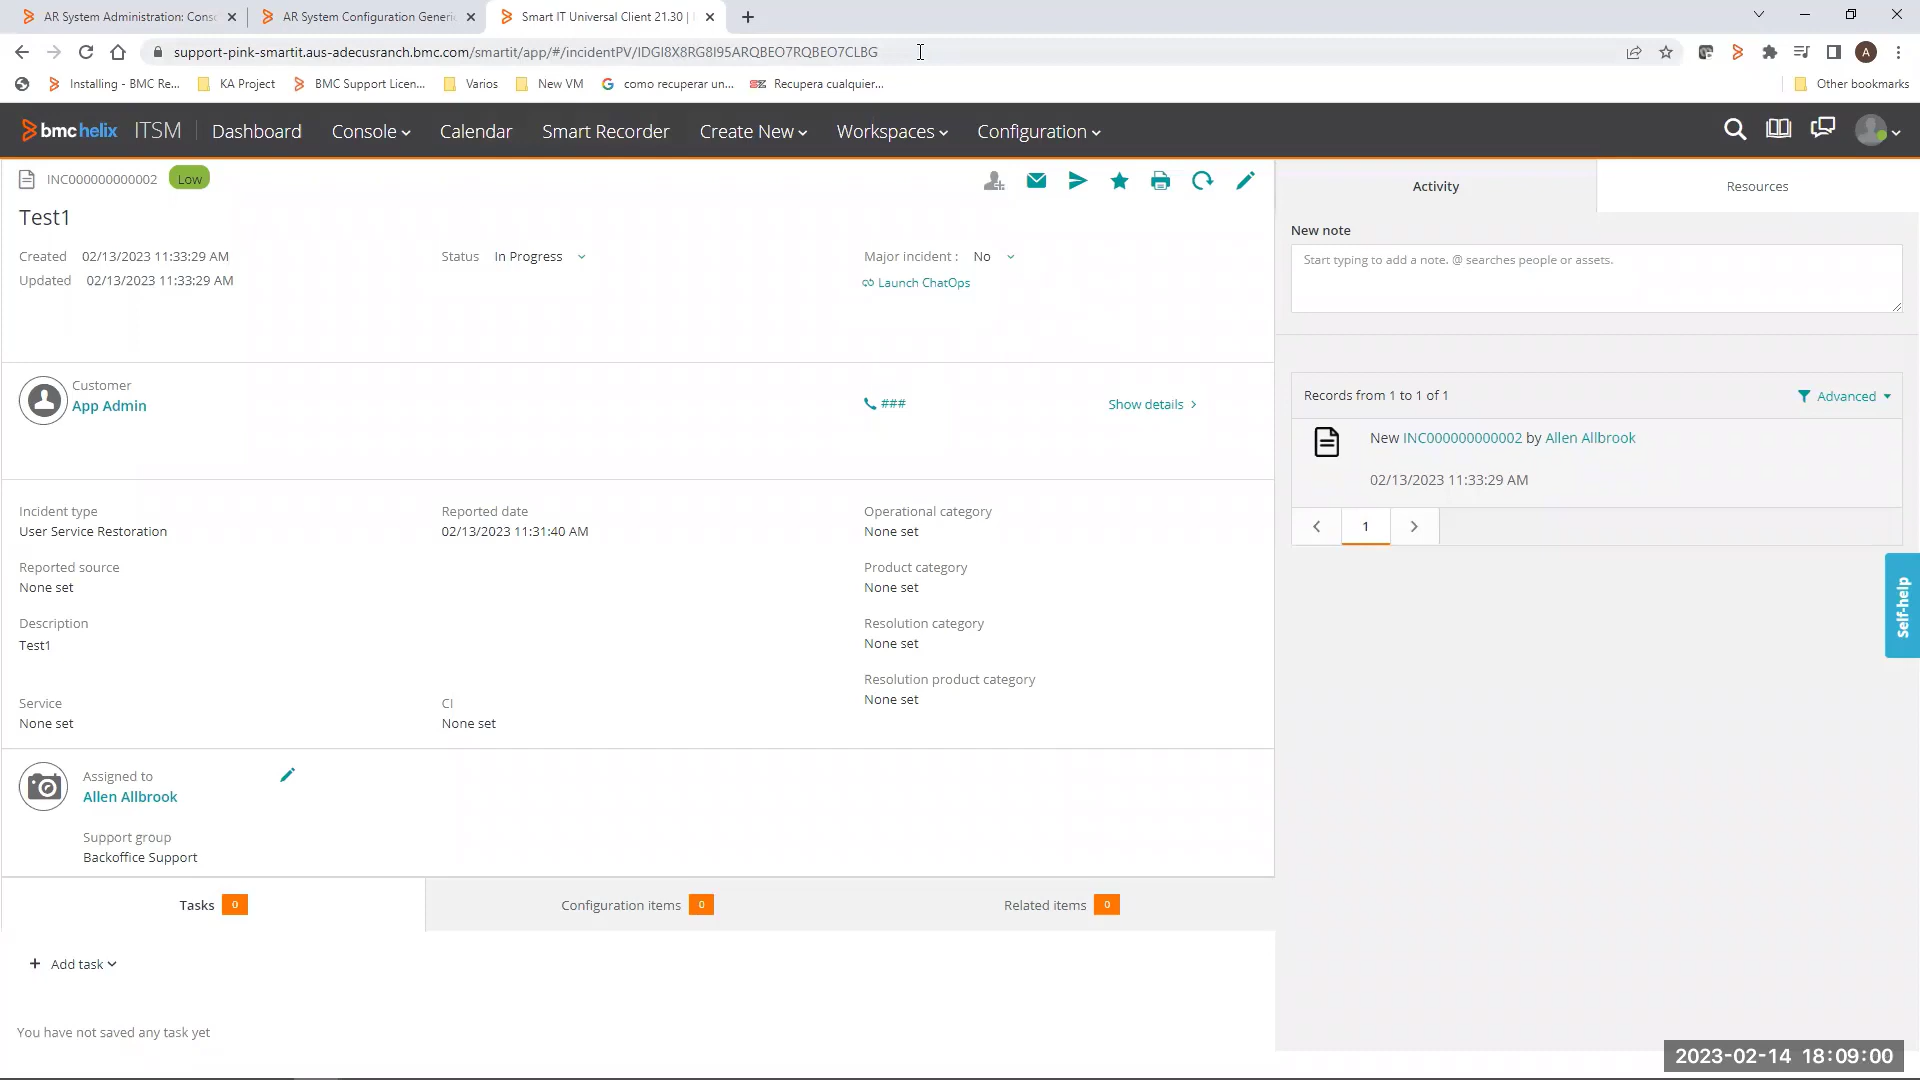 AR System Administration: Conso
AR System Configuration Generic
Smart IT Universal Client 21.30 |
support-pink-smartit.aus-adecusranch.bmc.com/smartit/app/#/incidentPV/IDGI8X8RG8I95ARQBEO7RQBEO7CLBG
A
Installing - BMC Re...
KA Project
BMC Support Licen...
Varios
New VM
como recuperar un...
Recupera cualquier...
Other bookmarks
bmc helix ITSM
Dashboard
Console
Calendar
Smart Recorder
Create New
Workspaces
Configuration
INC000000000002 Low
Activity
Resources
Test1
New note
Start typing to add a note. @ searches people or assets.
Created 02/13/2023 11:33:29 AM
Status In Progress
Major incident : No
Updated 02/13/2023 11:33:29 AM
Launch ChatOps
Customer
App Admin
###
Show details
Records from 1 to 1 of 1
Advanced
New INC000000000002 by Allen Allbrook
02/13/2023 11:33:29 AM
1
Incident type
User Service Restoration
Reported date
02/13/2023 11:31:40 AM
Operational category
None set
Reported source
None set
Product category
None set
Description
Test1
Resolution category
None set
Resolution product category
None set
Service
None set
CI
None set
Self-help
Assigned to
Allen Allbrook
Support group
Backoffice Support
Tasks 0
Configuration items 0
Related items 0
+ Add task
You have not saved any task yet
2023-02-14 18:09:00